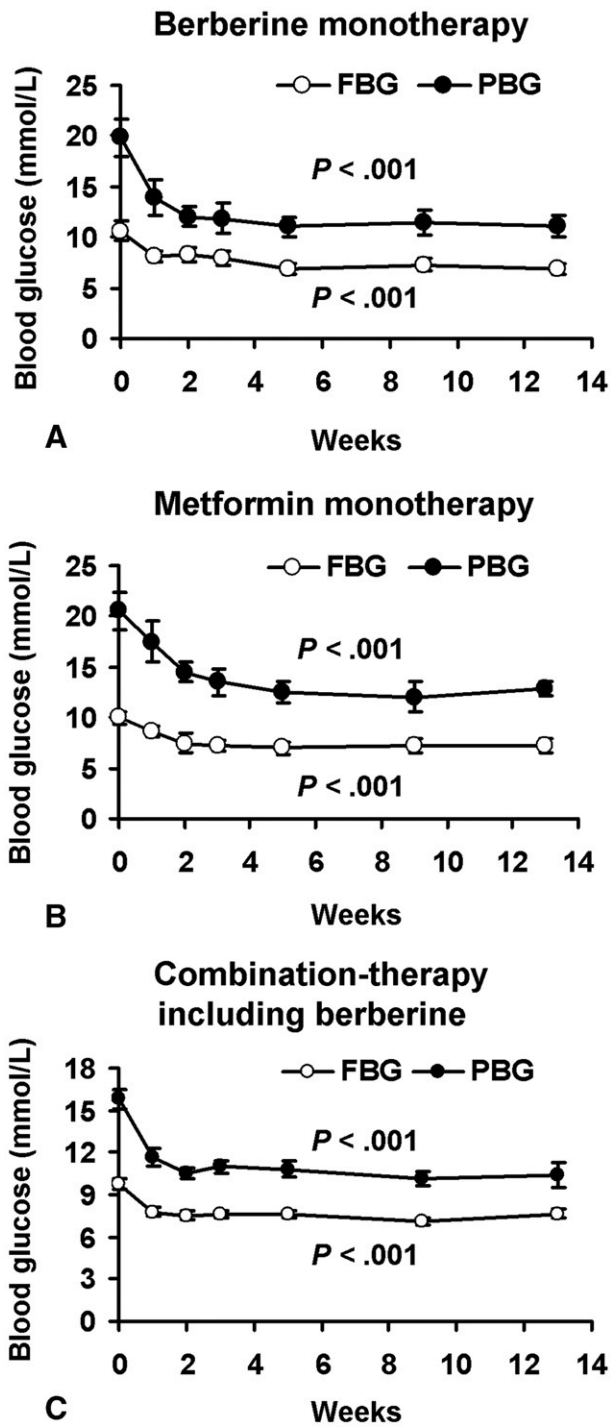 Berberine monotherapy
FBG PBG
Blood glucose (mmol/L)
25
20
15
10
5
0
P < .001
P < .001
0 2 4 6 8 10 12 14
Weeks
A
Metformin monotherapy
FBG PBG
Blood glucose (mmol/L)
25
20
15
10
5
0
P < .001
P < .001
0 2 4 6 8 10 12 14
Weeks
B
Combination-therapy
including berberine
FBG PBG
Blood glucose (mmol/L)
18
15
12
9
6
3
0
P < .001
P < .001
0 2 4 6 8 10 12 14
Weeks
C